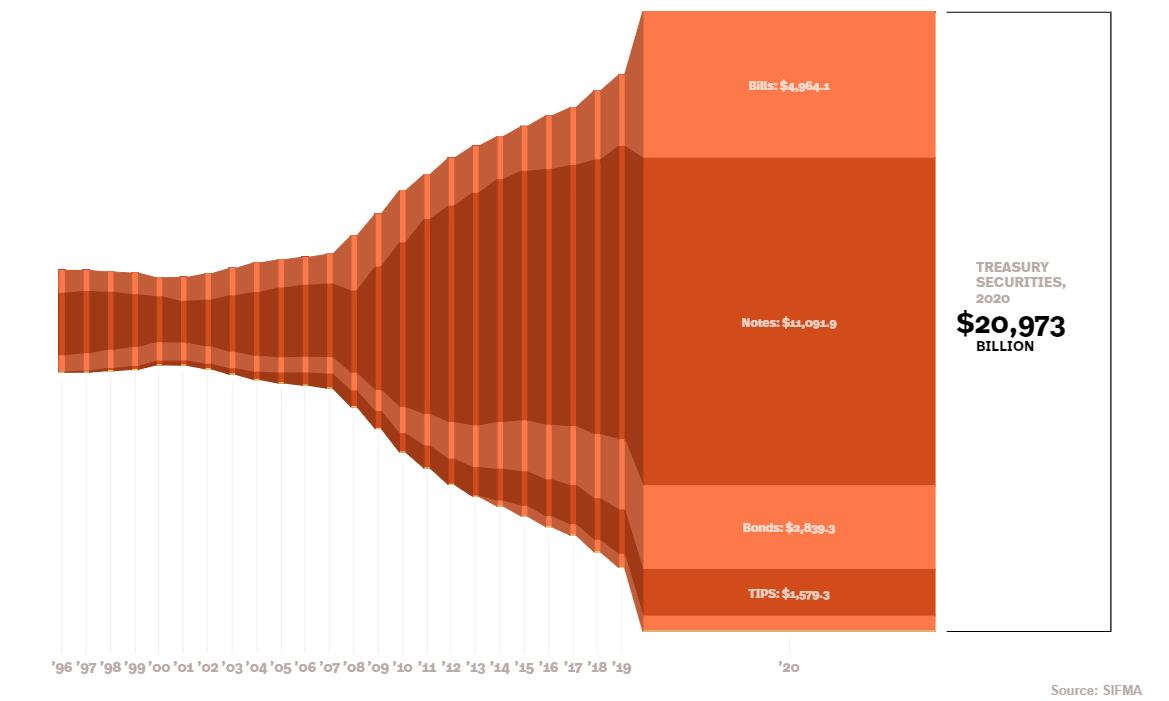 Bills: $4,964.1
Notes: $11,091.9
TREASURY
SECURITIES,
2020
$20,973
BILLION
Bonds: $2,839.3
TIPS: $1,579.3
’96 ’97 ’98 ’99 ’00 ’01 ’02 ’03 ’04 ’05 ’06 ’07 ’08 ’09 ’10 ’11 ’12 ’13 ’14 ’15 ’16 ’17 ’18 ’19 ’20
Source: SIFMA